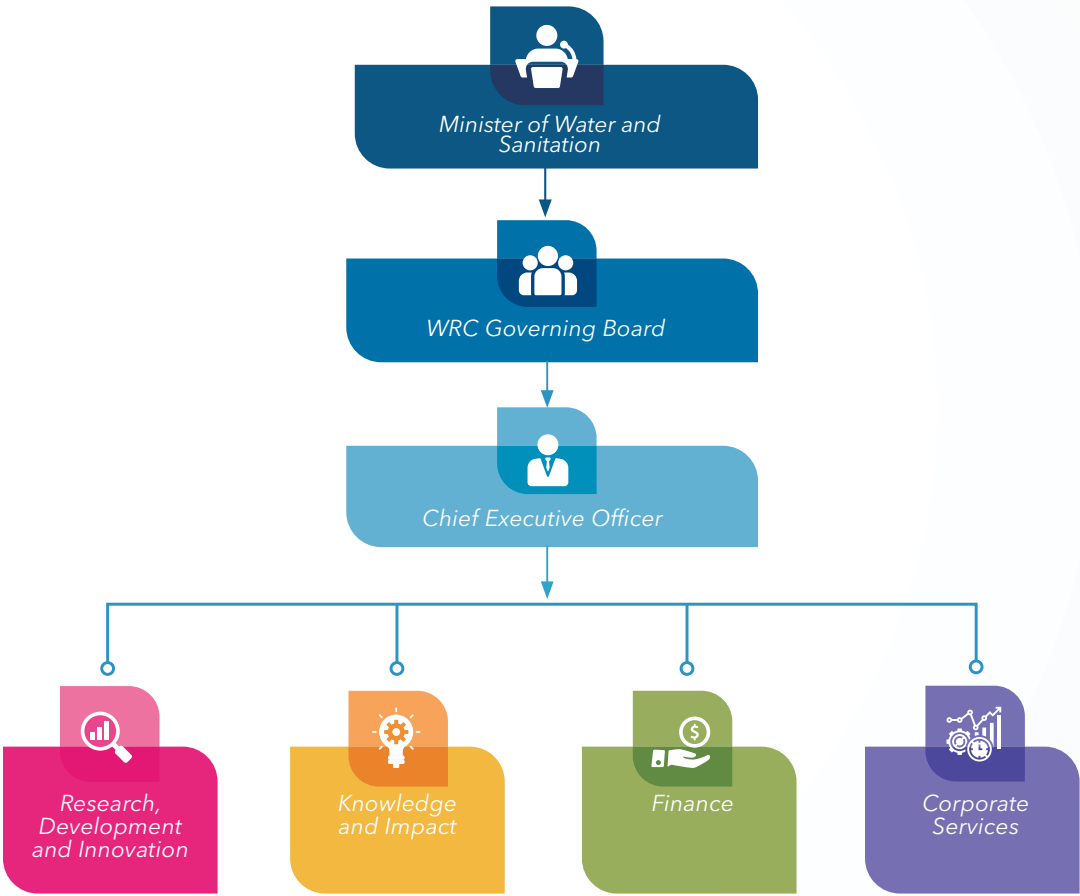 Minister of Water and
Sanitation
WRC Governing Board
Chief Executive Officer
Research,
Development
and Innovation
Knowledge
and Impact
Finance
Corporate
Services